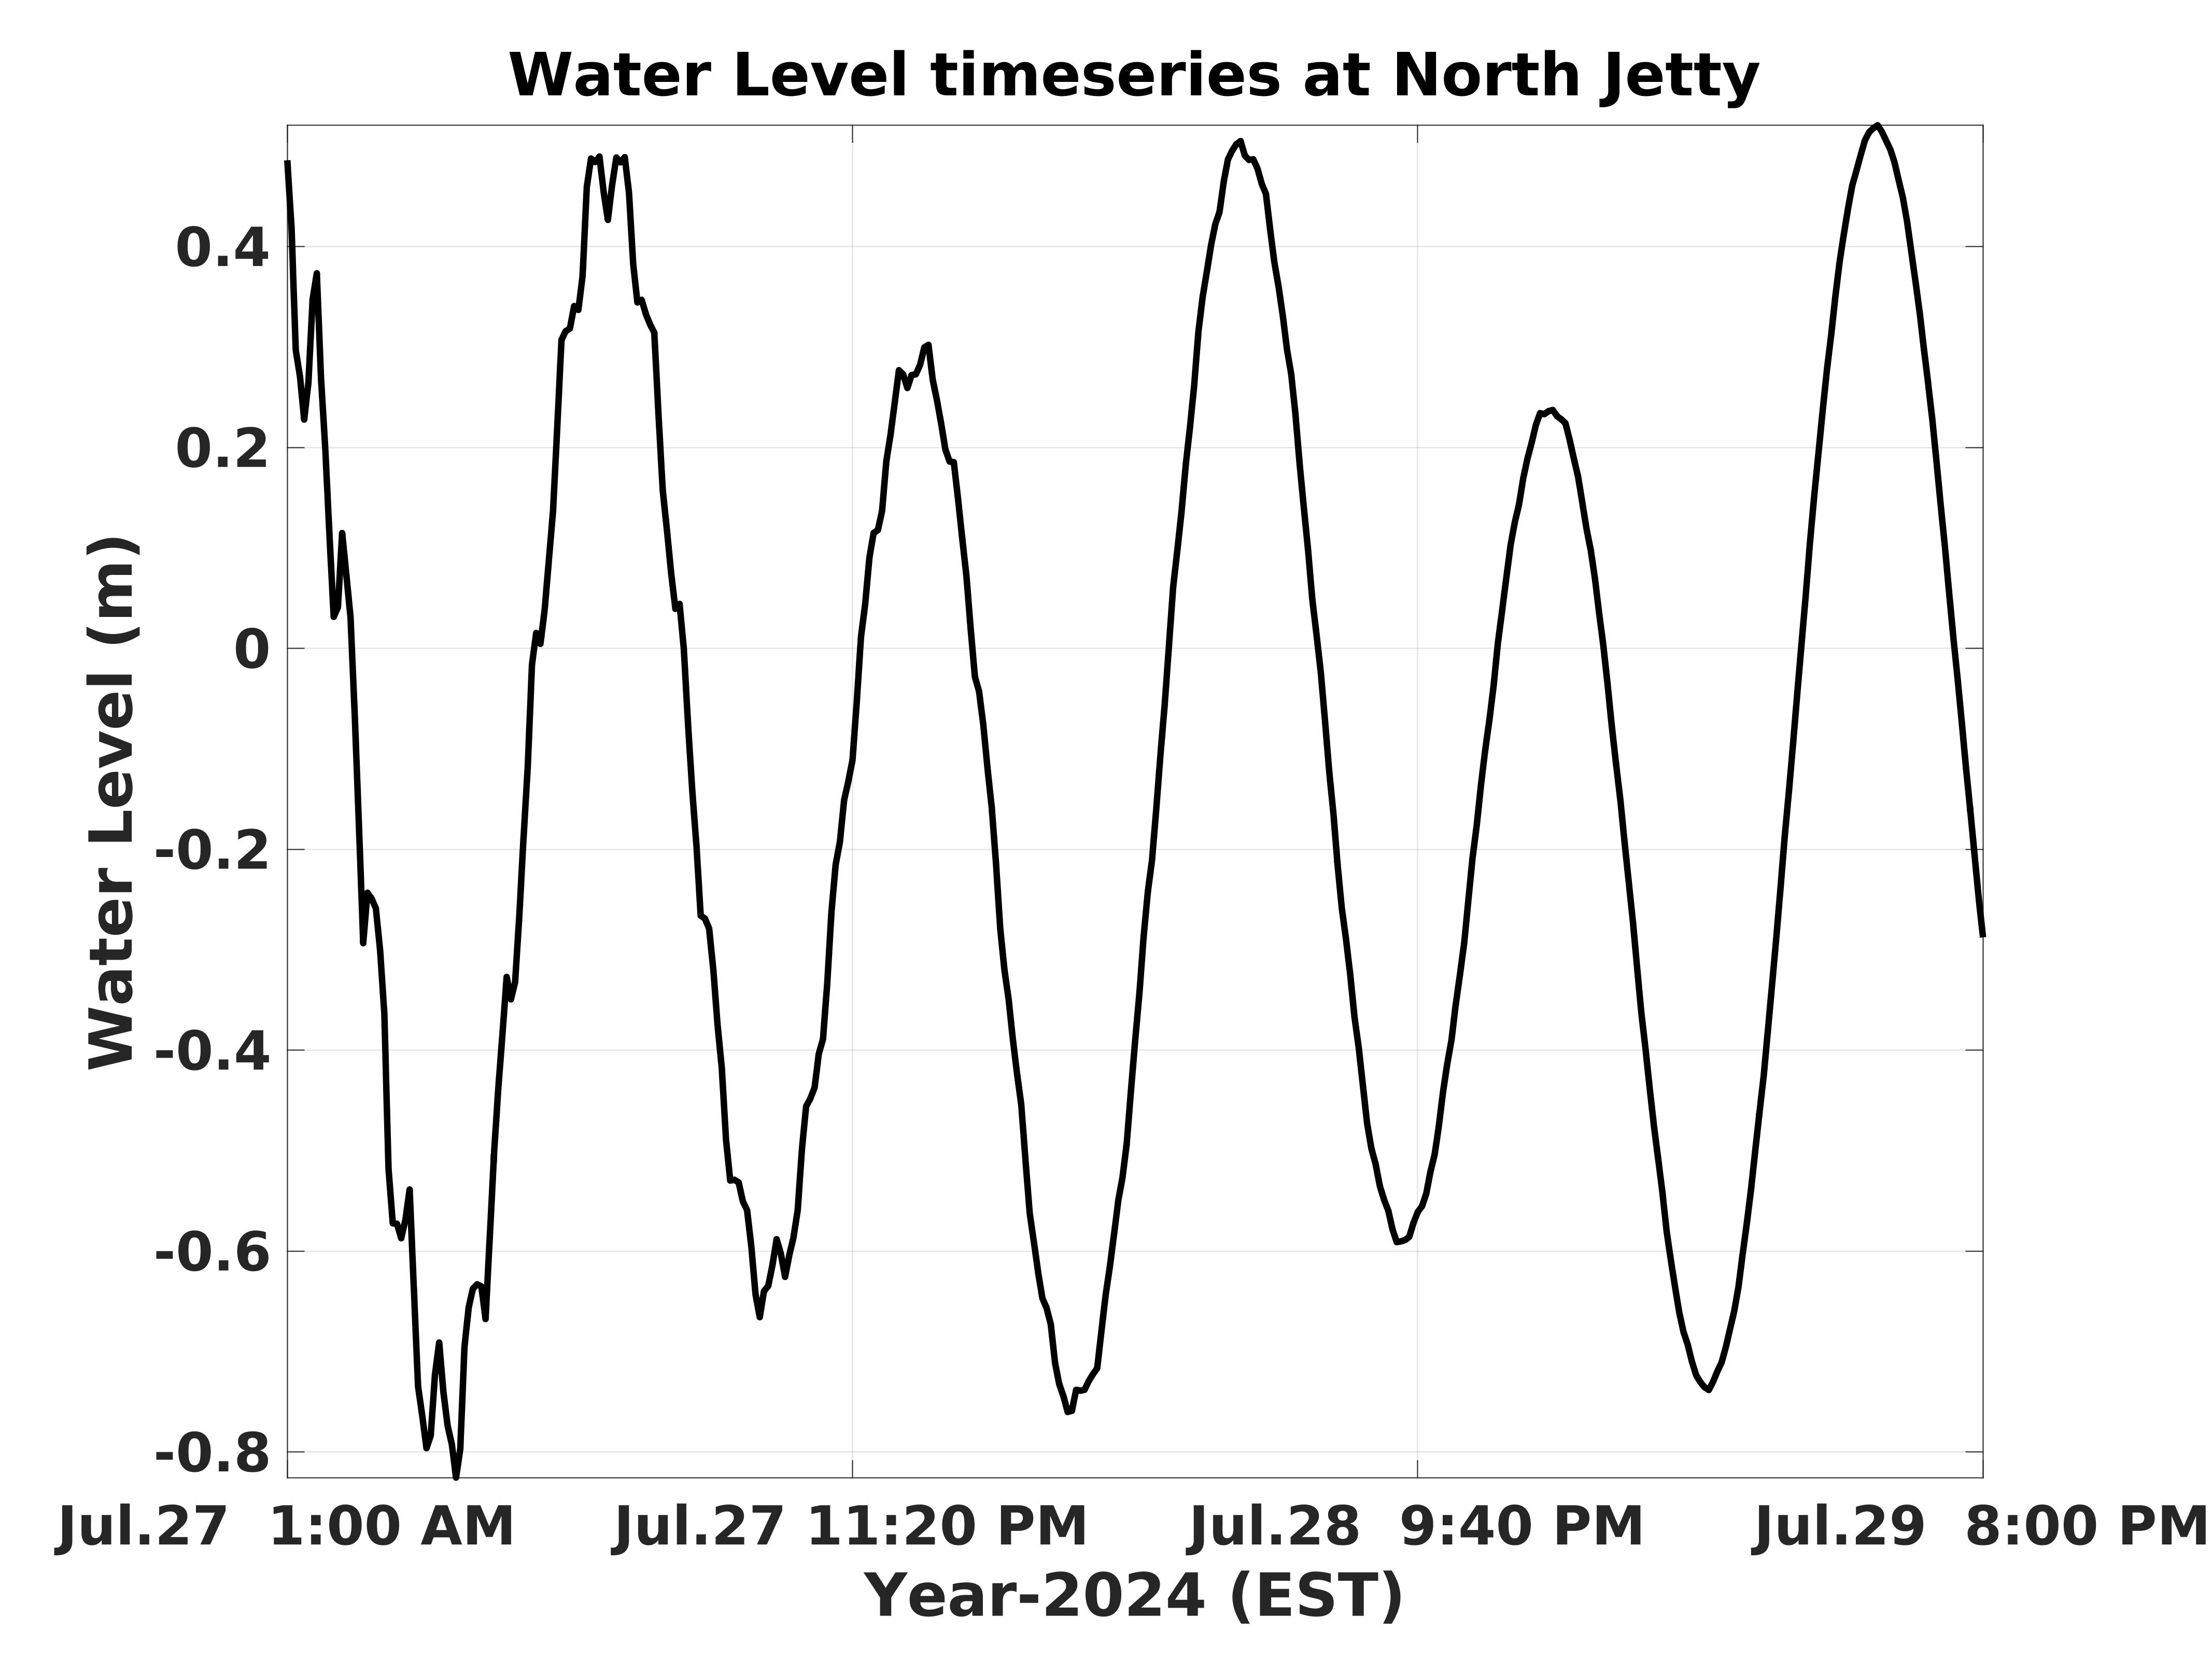 Water Level timeseries at North Jetty
Water Level (m)
0.4
0.2
0
-0.2
-0.4
-0.6
-0.8
Jul.27 1:00 AM Jul.27 11:20 PM Jul.28 9:40 PM Jul.29 8:00 PM
Year-2024 (EST)